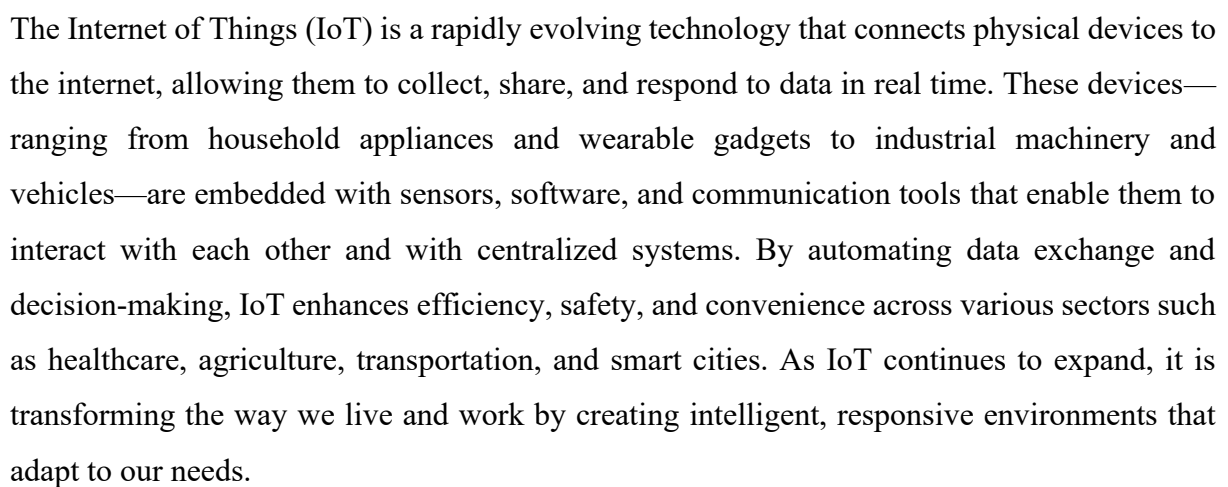 The Internet of Things (IoT) is a rapidly evolving technology that connects physical devices to
the internet, allowing them to collect, share, and respond to data in real time. These devices—
ranging from household appliances and wearable gadgets to industrial machinery and
vehicles—are embedded with sensors, software, and communication tools that enable them to
interact with each other and with centralized systems. By automating data exchange and
decision-making, IoT enhances efficiency, safety, and convenience across various sectors such
as healthcare, agriculture, transportation, and smart cities. As IoT continues to expand, it is
transforming the way we live and work by creating intelligent, responsive environments that
adapt to our needs.